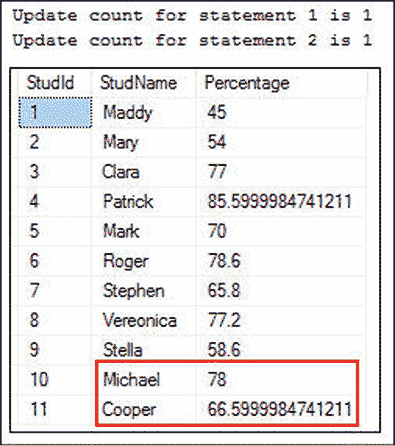 Update count for statement 1 is 1
Update count for statement 2 is 1
StudId StudName Percentage
1 Maddy 45
2 Mary 54
3 Clara 77
4 Patrick 85.5999984741211
5 Mark 70
6 Roger 78.6
7 Stephen 65.8
8 Vereonica 77.2
9 Stella 58.6
10 Michael 78
11 Cooper 66.5999984741211